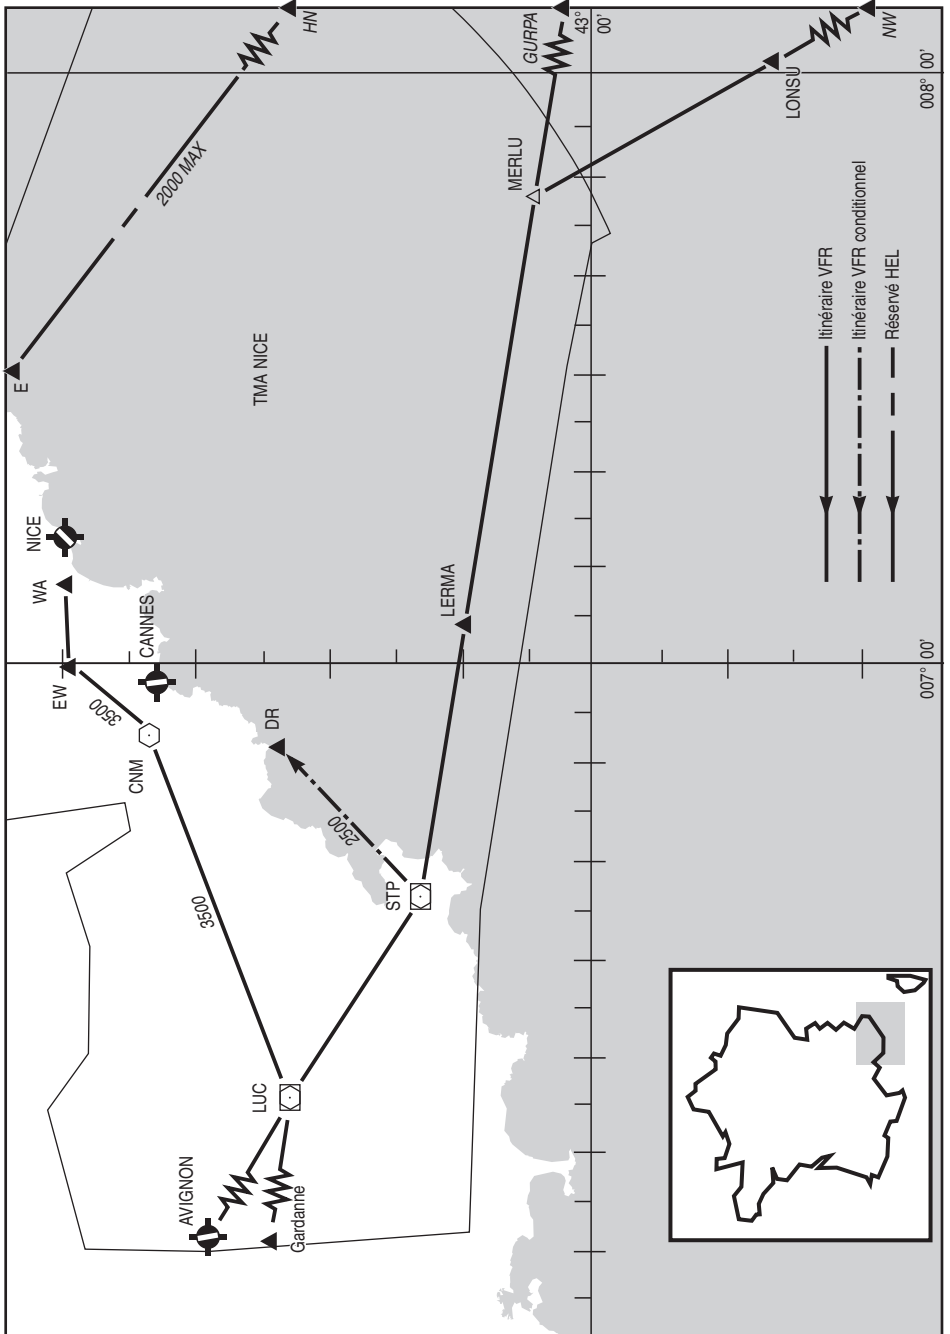 HN
GURPA
43°
00'
NW
2000 MAX
LONSU
008° 00'
MERLU
E
TMA NICE
Itinéraire VFR
Itinéraire VFR conditionnel
Réservé HEL
NICE
WA
LERMA
EW
CANNES
007° 00'
3500
CNM
DR
2500
3500
STP
LUC
AVIGNON
Gardanne